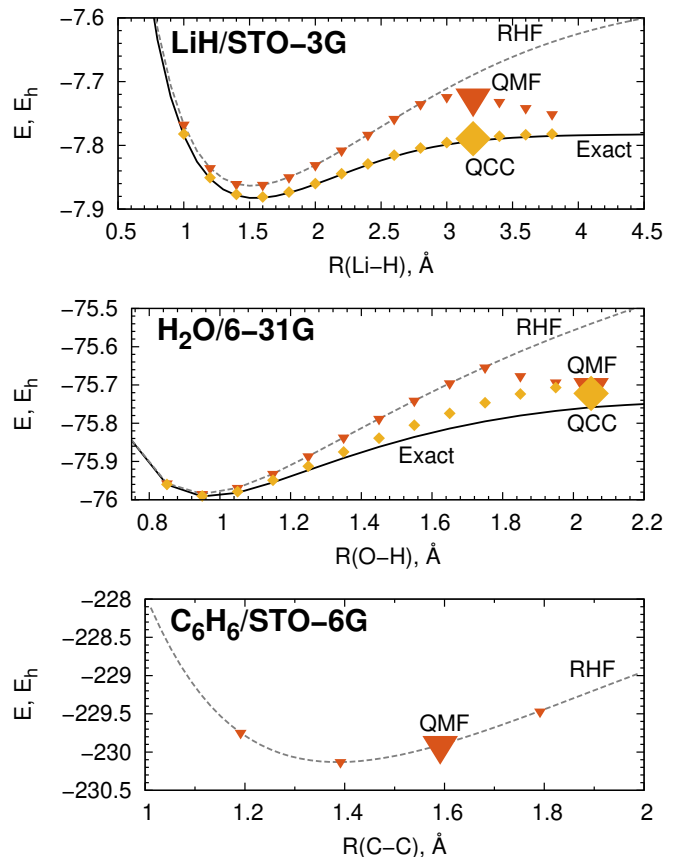 LiH/STO−3G
E, Eₕ
−7.6
−7.7
−7.8
−7.9
RHF
QMF
QCC
Exact
0.5 1 1.5 2 2.5 3 3.5 4 4.5
R(Li−H), Å
H₂O/6−31G
E, Eₕ
−75.5
−75.6
−75.7
−75.8
−75.9
−76
RHF
QMF
QCC
Exact
0.8 1 1.2 1.4 1.6 1.8 2 2.2
R(O−H), Å
C₆H₆/STO−6G
E, Eₕ
−228
−228.5
−229
−229.5
−230
−230.5
RHF
QMF
1 1.2 1.4 1.6 1.8 2
R(C−C), Å